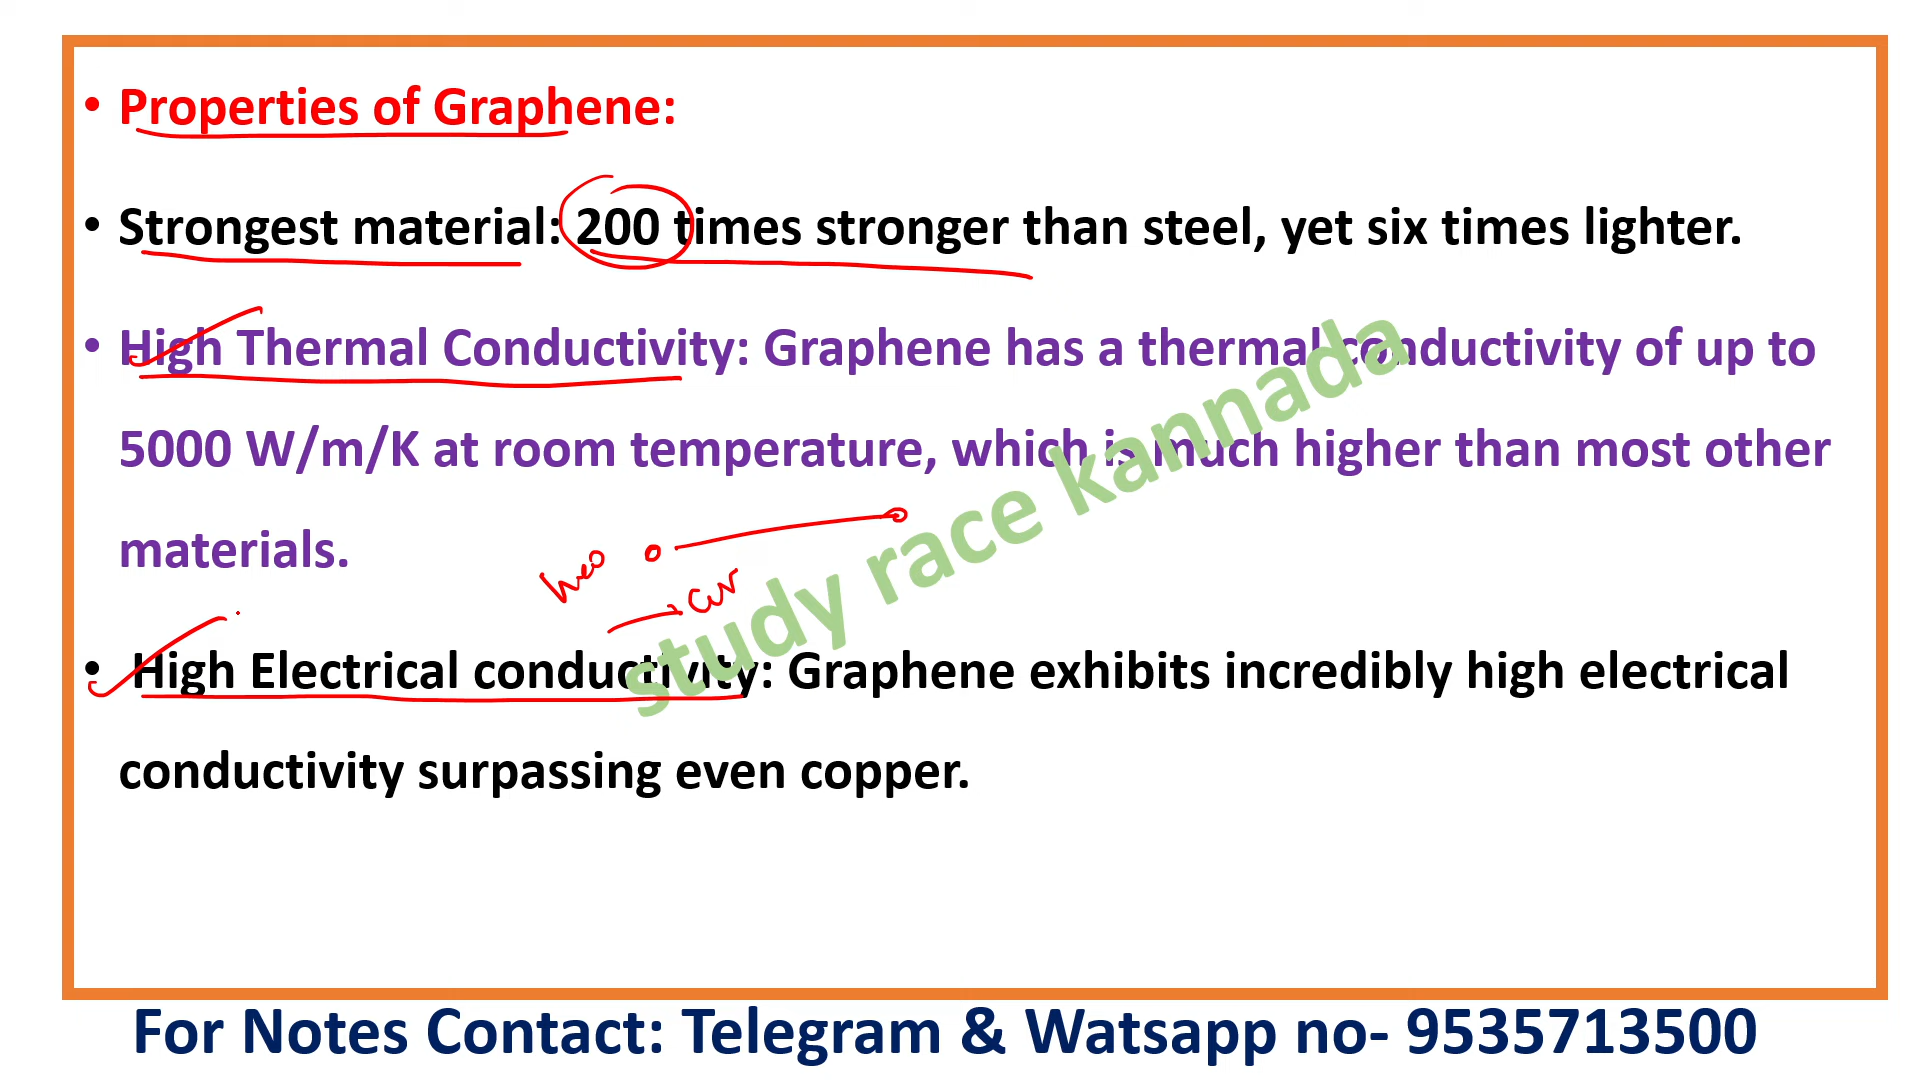 • Properties of Graphene:
• Strongest material: 200 times stronger than steel, yet six times lighter.
• High Thermal Conductivity: Graphene has a thermal conductivity of up to
5000 W/m/K at room temperature, which is much higher than most other
materials.
• High Electrical conductivity: Graphene exhibits incredibly high electrical
conductivity surpassing even copper.
study race kannada
For Notes Contact: Telegram & Watsapp no- 9535713500